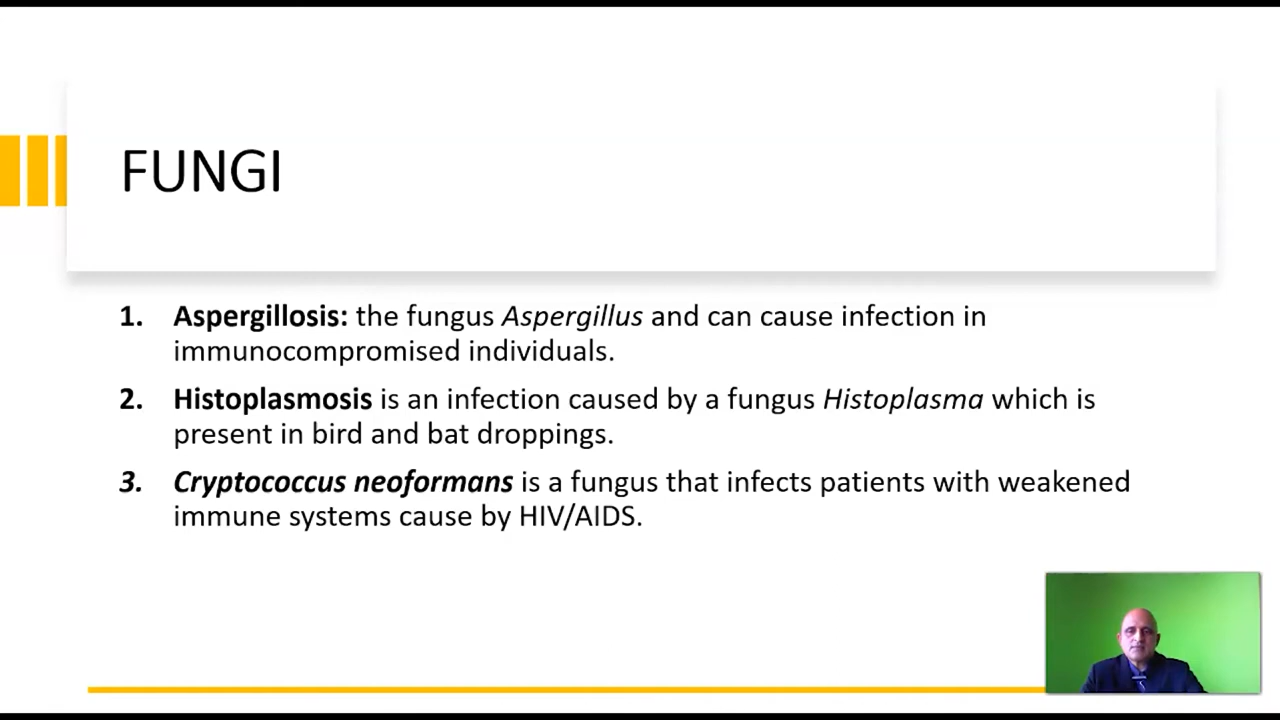 FUNGI
1. Aspergillosis: the fungus Aspergillus and can cause infection in
immunocompromised individuals.
2. Histoplasmosis is an infection caused by a fungus Histoplasma which is
present in bird and bat droppings.
3. Cryptococcus neoformans is a fungus that infects patients with weakened
immune systems cause by HIV/AIDS.